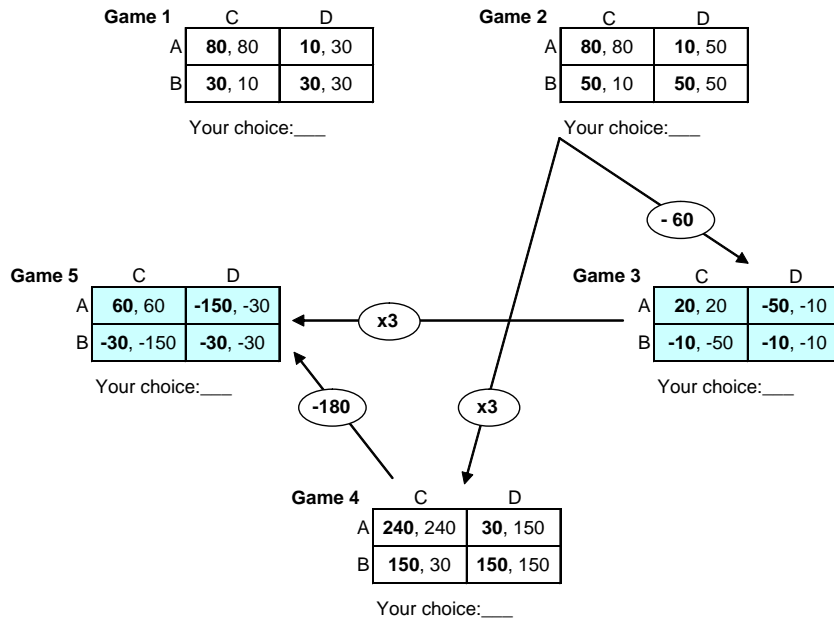 Game 1 C D
A 80, 80 10, 30
B 30, 10 30, 30
Your choice:___
Game 2 C D
A 80, 80 10, 50
B 50, 10 50, 50
Your choice:___
- 60
Game 5 C D
A 60, 60 -150, -30
B -30, -150 -30, -30
Your choice:___
x3
Game 3 C D
A 20, 20 -50, -10
B -10, -50 -10, -10
Your choice:___
-180
x3
Game 4 C D
A 240, 240 30, 150
B 150, 30 150, 150
Your choice:___